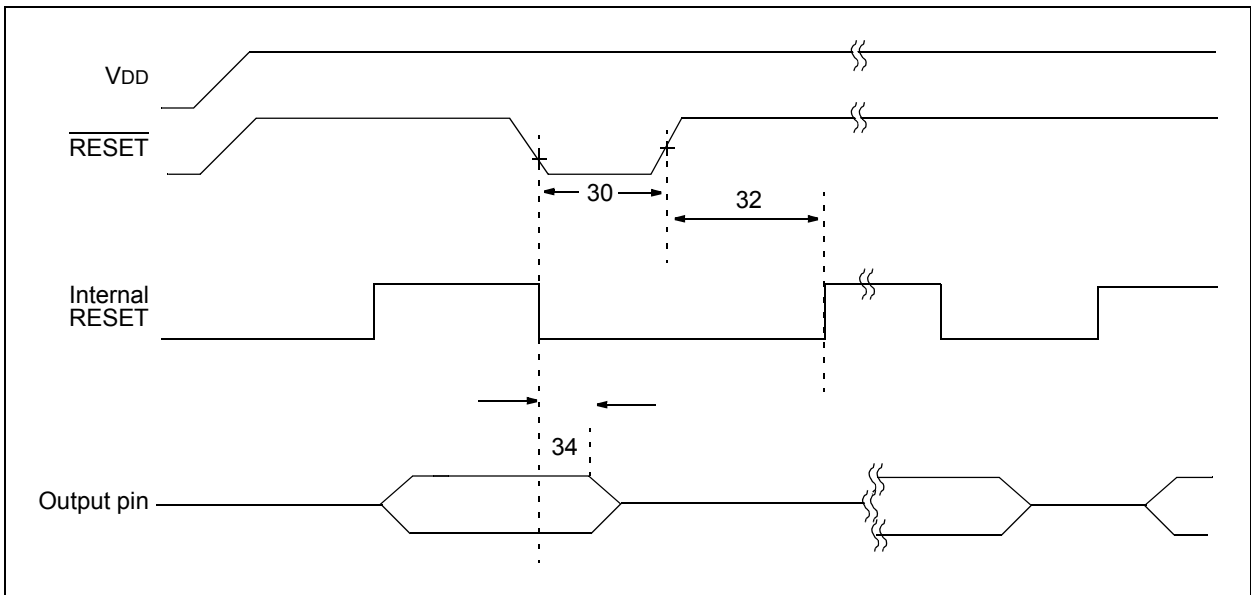 VDD
RESET
30
32
Internal
RESET
34
Output pin